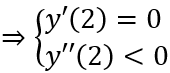 ⇒ { y′(2) = 0
y′′(2) < 0